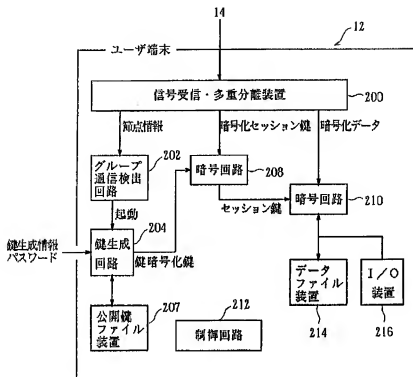 14
12
ユーザ端末
信号受信・多重分離装置
200
節点情報
暗号化セッション鍵
暗号化データ
グループ
通信検出
回路
202
暗号回路
208
暗号回路
210
起動
セッション鍵
鍵生成情報
パスワード
鍵生成
回路
204
鍵暗号化鍵
公開鍵
ファイル
装置
207
212
制御回路
データ
ファイル
装置
214
I/O
装置
216